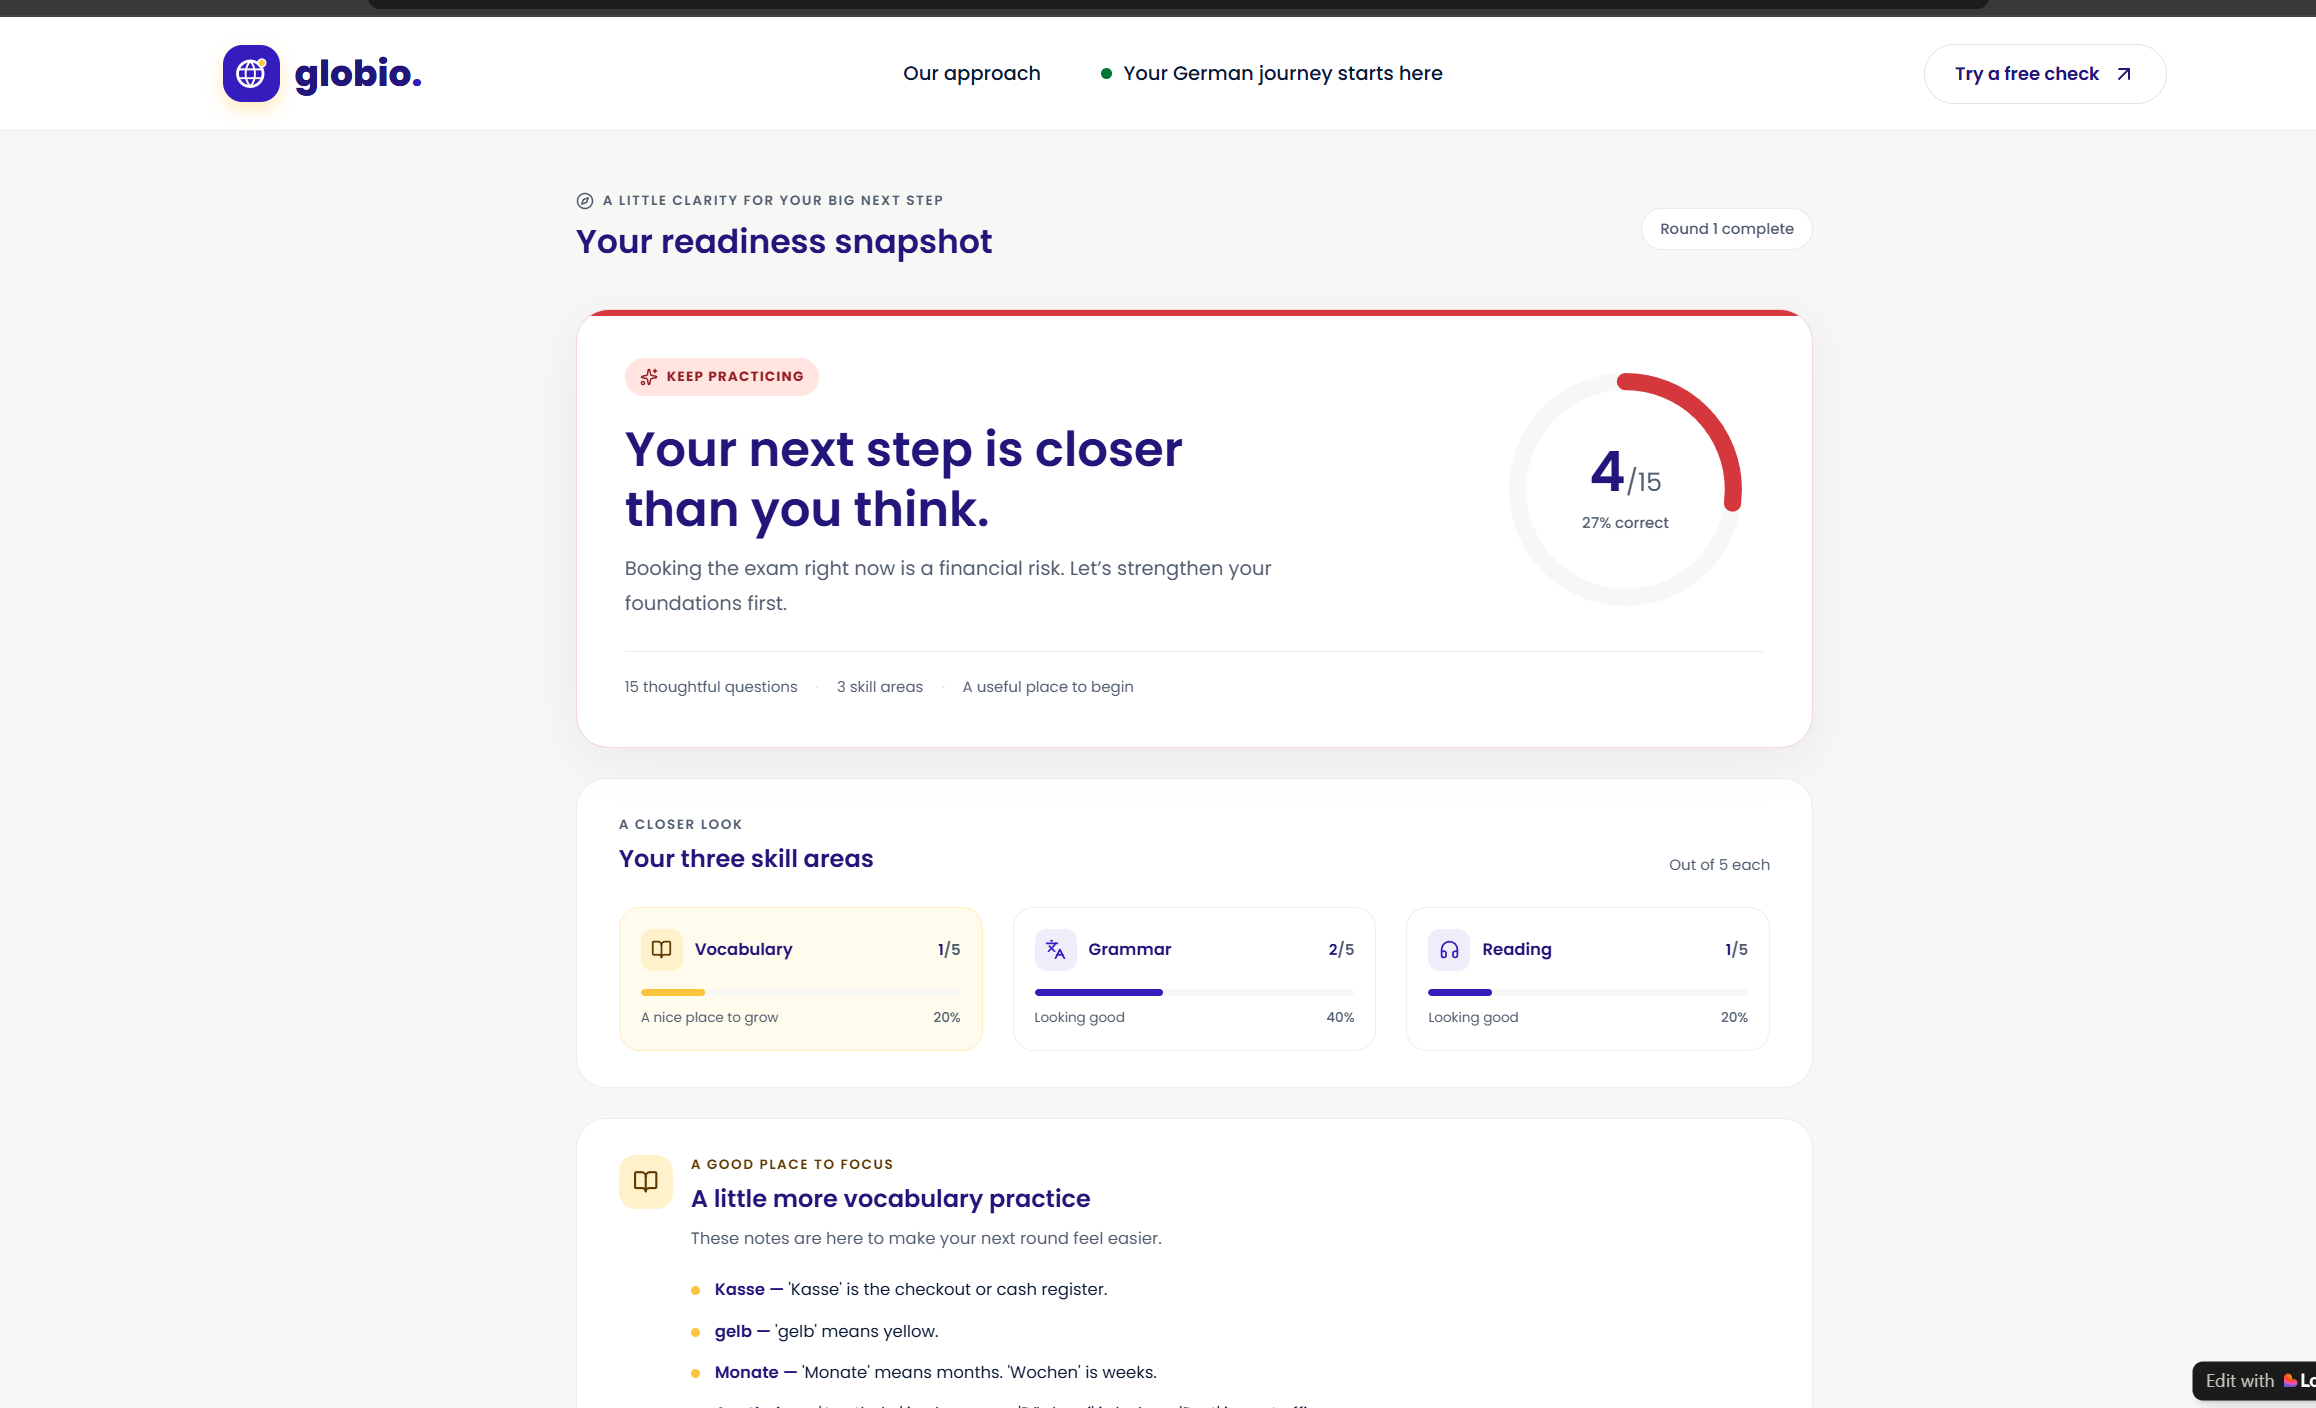 globio.
Our approach
Your German journey starts here
Try a free check
A LITTLE CLARITY FOR YOUR BIG NEXT STEP
Your readiness snapshot
Round 1 complete
KEEP PRACTICING
Your next step is closer
than you think.
Booking the exam right now is a financial risk. Let's strengthen your
foundations first.
4/15
27% correct
15 thoughtful questions · 3 skill areas · A useful place to begin
A CLOSER LOOK
Your three skill areas
Out of 5 each
Vocabulary 1/5
A nice place to grow 20%
Grammar 2/5
Looking good 40%
Reading 1/5
Looking good 20%
A GOOD PLACE TO FOCUS
A little more vocabulary practice
These notes are here to make your next round feel easier.
Kasse — 'Kasse' is the checkout or cash register.
gelb — 'gelb' means yellow.
Monate — 'Monate' means months. 'Wochen' is weeks.
Edit with